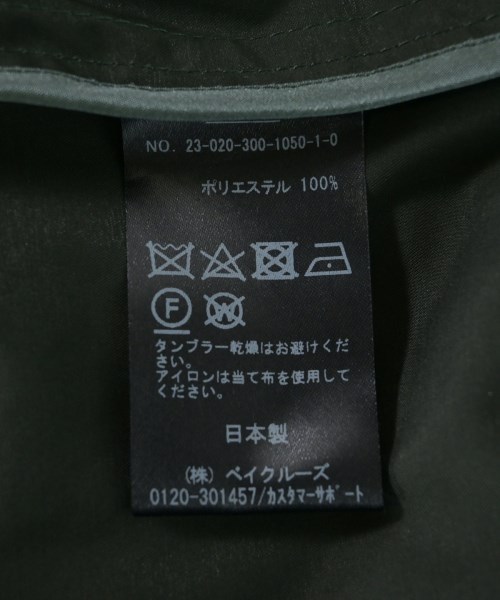 NO. 23-020-300-1050-1-0
ポリエステル 100%
F W
タンブラー乾燥はお避けくだ
さい。
アイロンは当て布を使用して
ください。
日本製
(株) ベイクルーズ
0120-301457/カスタマーサポート